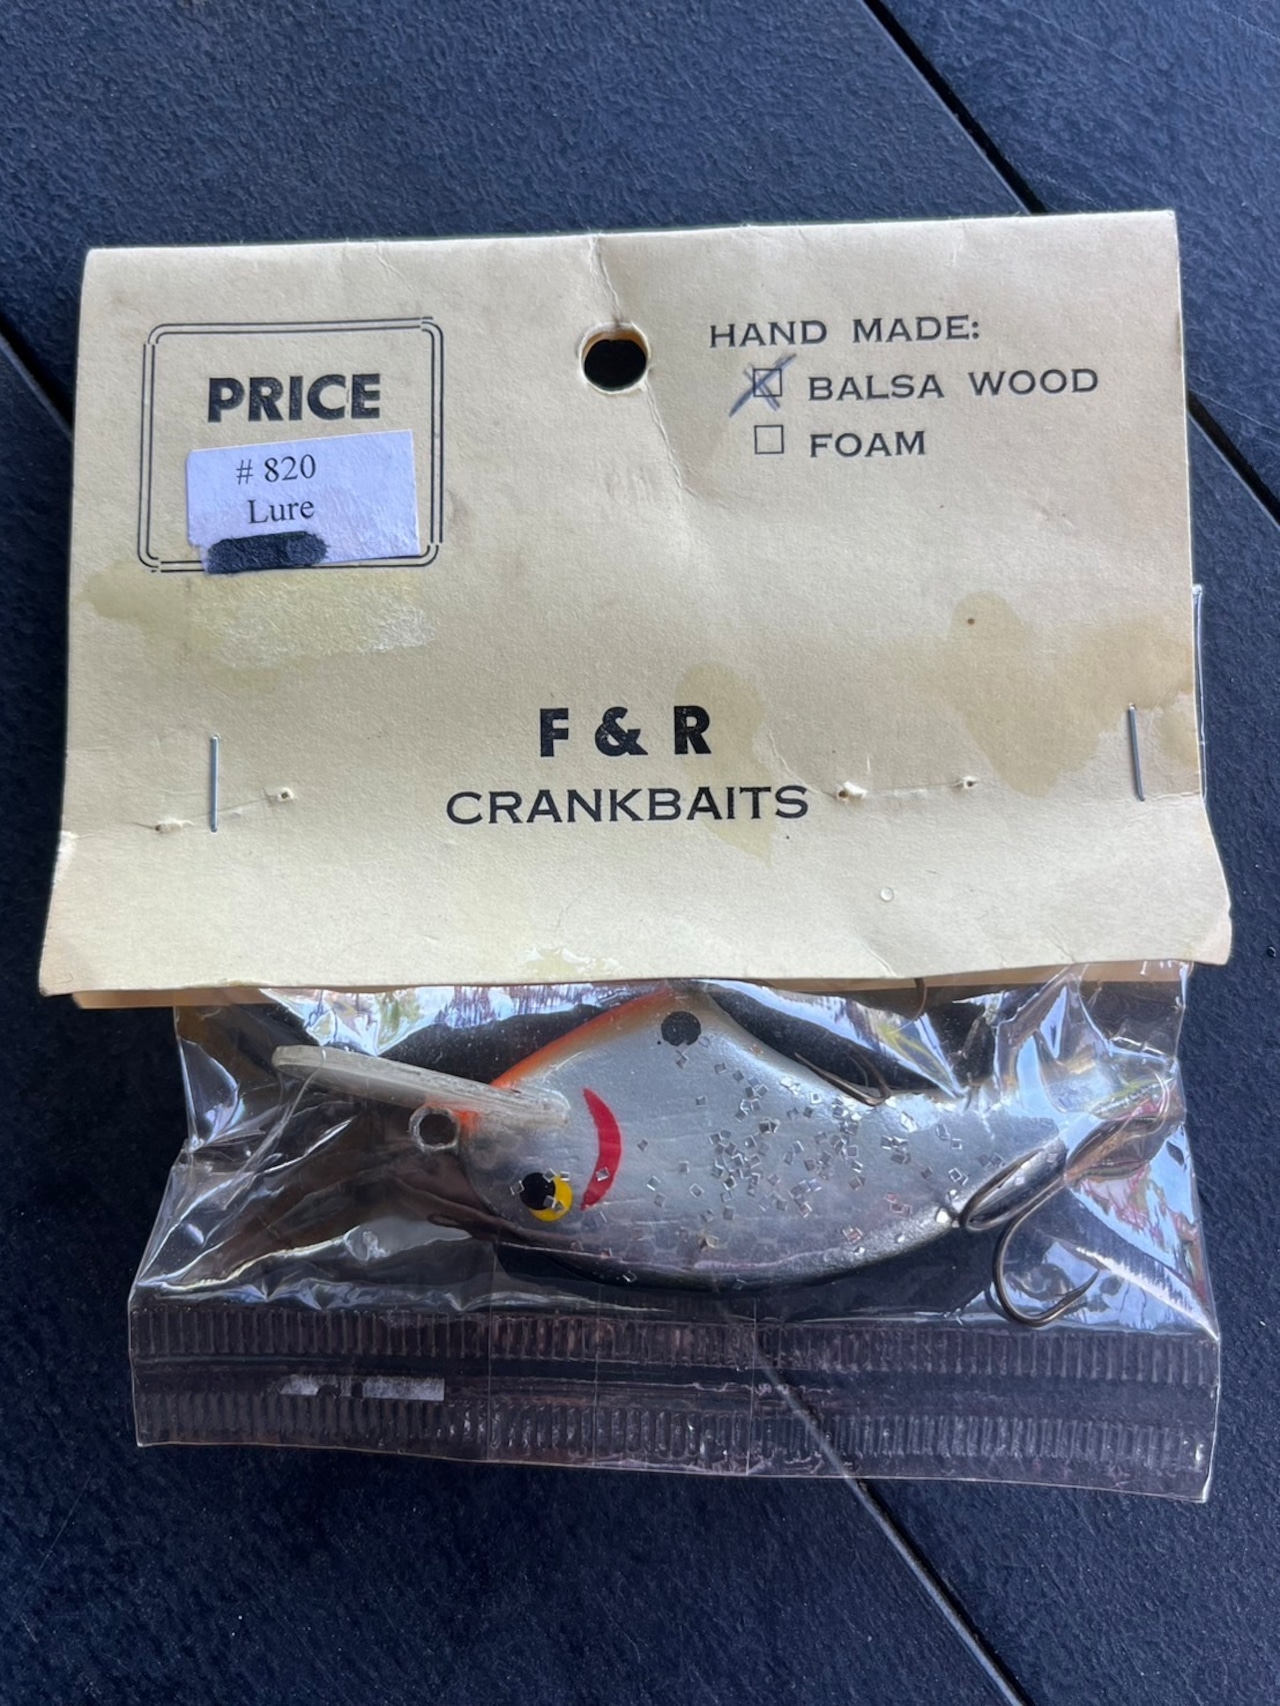 PRICE
# 820
Lure
HAND MADE:
BALSA WOOD
FOAM
F & R
CRANKBAITS